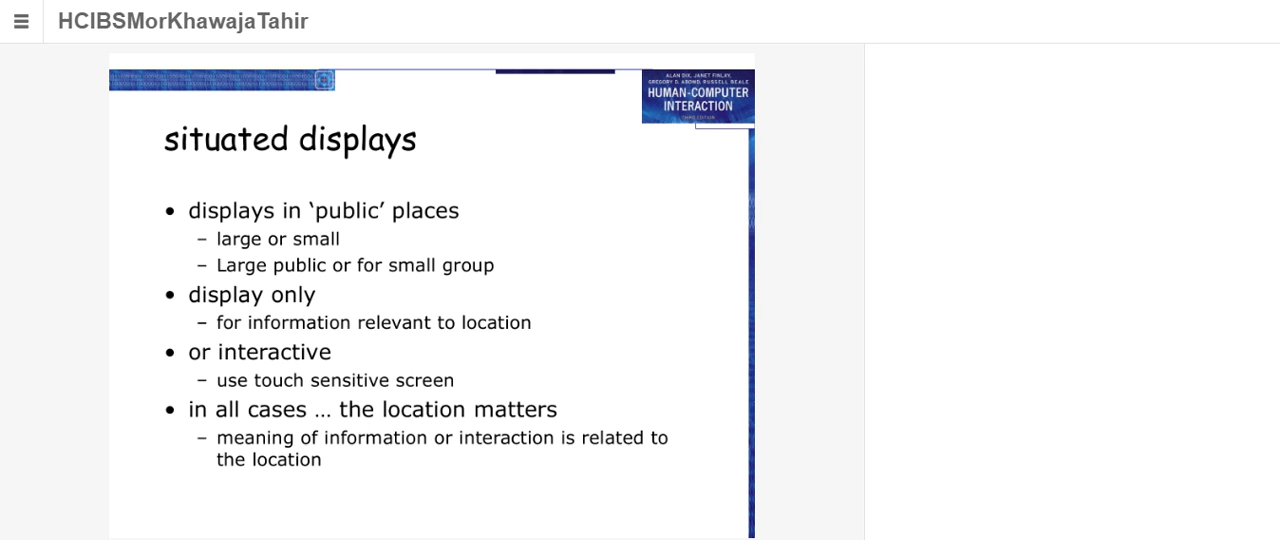 HCIBSMorKhawajaTahir
ALAN DIX, JANET FINLAY,
GREGORY D. ABOWD, RUSSELL BEALE
HUMAN-COMPUTER
INTERACTION
THIRD EDITION
situated displays
• displays in ‘public’ places
– large or small
– Large public or for small group
• display only
– for information relevant to location
• or interactive
– use touch sensitive screen
• in all cases … the location matters
– meaning of information or interaction is related to
the location